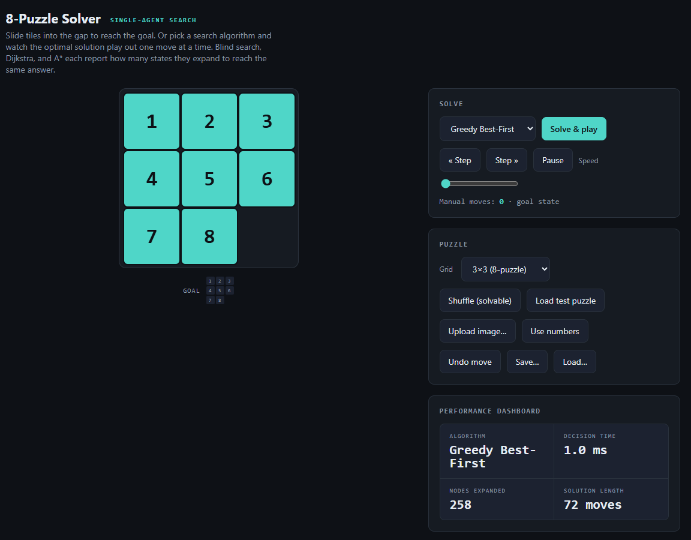 8-Puzzle Solver SINGLE-AGENT SEARCH
Slide tiles into the gap to reach the goal. Or pick a search algorithm and
watch the optimal solution play out one move at a time. Blind search,
Dijkstra, and A* each report how many states they expand to reach the
same answer.
1 2 3
4 5 6
7 8
GOAL
1 2 3
4 5 6
7 8
SOLVE
Greedy Best-First Solve & play
« Step Step » Pause Speed
Manual moves: 0 · goal state
PUZZLE
Grid 3×3 (8-puzzle)
Shuffle (solvable) Load test puzzle
Upload image… Use numbers
Undo move Save… Load…
PERFORMANCE DASHBOARD
ALGORITHM DECISION TIME
Greedy Best- 1.0 ms
First
NODES EXPANDED SOLUTION LENGTH
258 72 moves